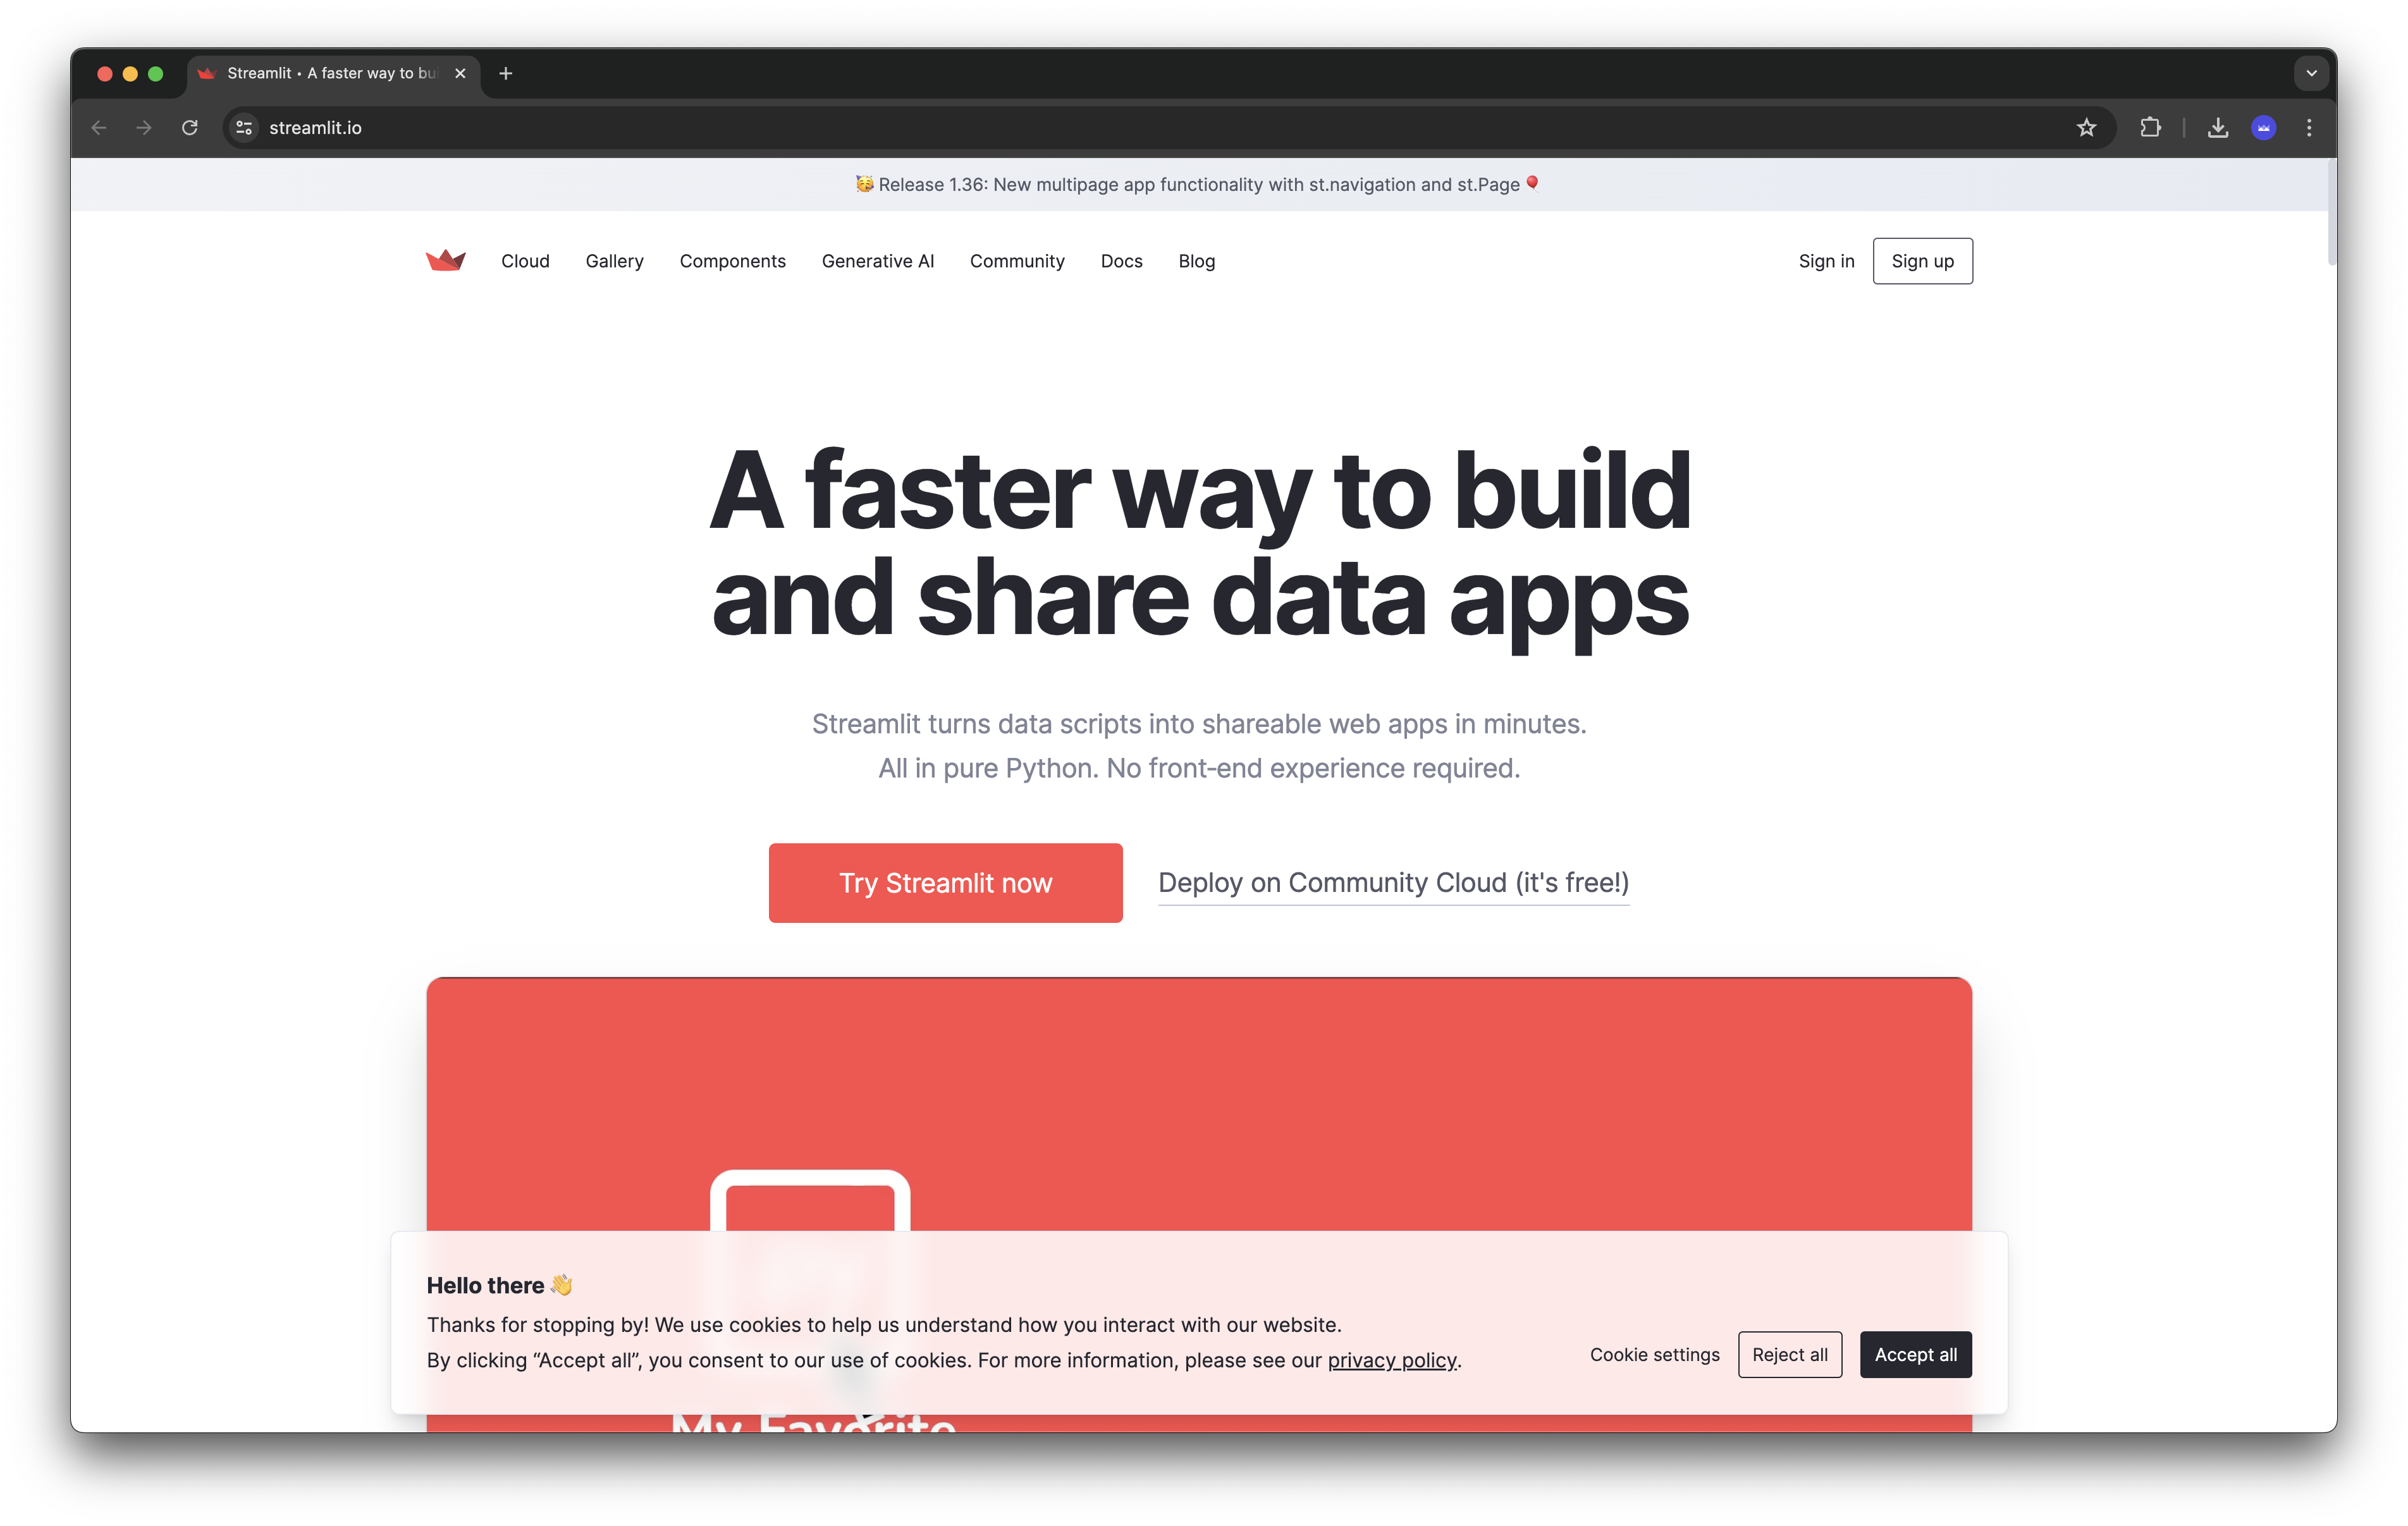 Streamlit • A faster way to bui
streamlit.io
🥳 Release 1.36: New multipage app functionality with st.navigation and st.Page 🎈
Cloud Gallery Components Generative AI Community Docs Blog Sign in Sign up
A faster way to build
and share data apps
Streamlit turns data scripts into shareable web apps in minutes.
All in pure Python. No front-end experience required.
Try Streamlit now Deploy on Community Cloud (it's free!)
Hello there 👋
Thanks for stopping by! We use cookies to help us understand how you interact with our website.
By clicking “Accept all”, you consent to our use of cookies. For more information, please see our privacy policy.
Cookie settings Reject all Accept all
My Favorite